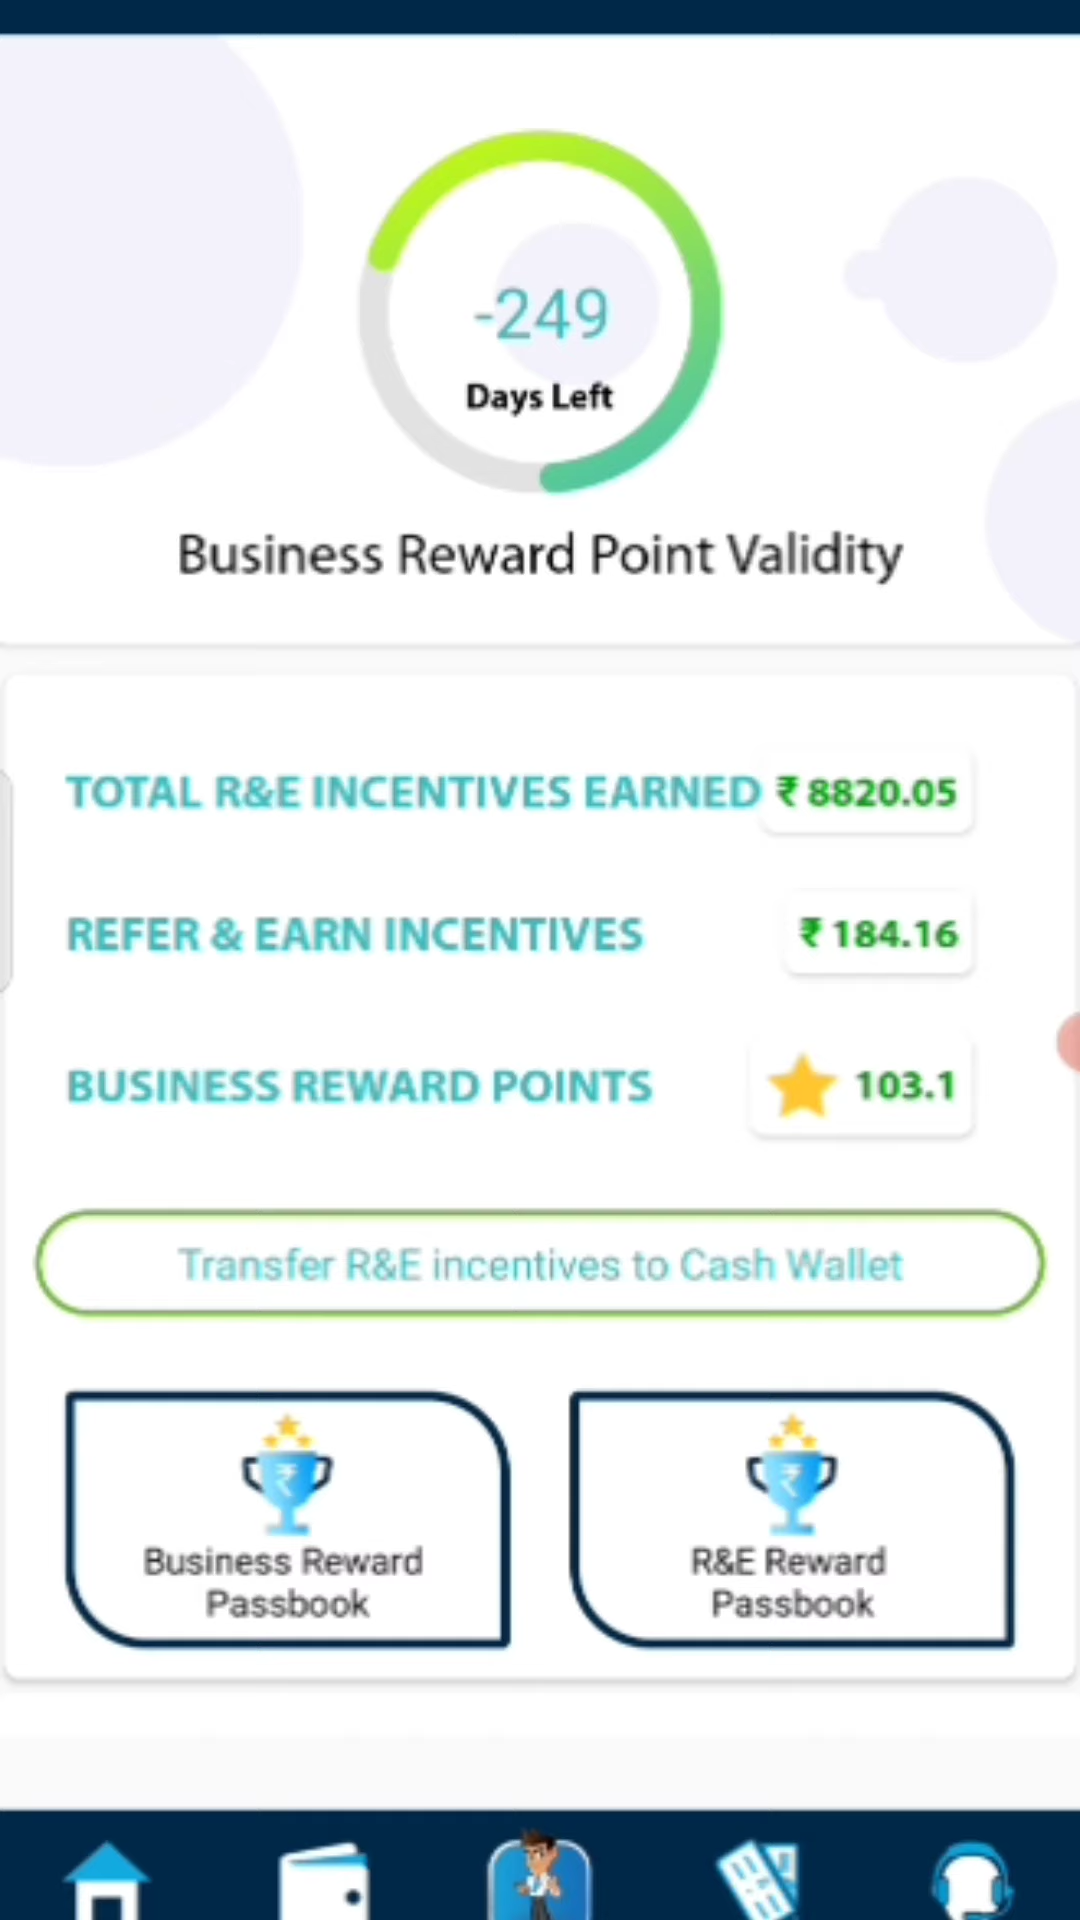 -249
Days Left
Business Reward Point Validity
TOTAL R&E INCENTIVES EARNED ₹ 8820.05
REFER & EARN INCENTIVES ₹ 184.16
BUSINESS REWARD POINTS 103.1
Transfer R&E incentives to Cash Wallet
Business Reward
Passbook
R&E Reward
Passbook